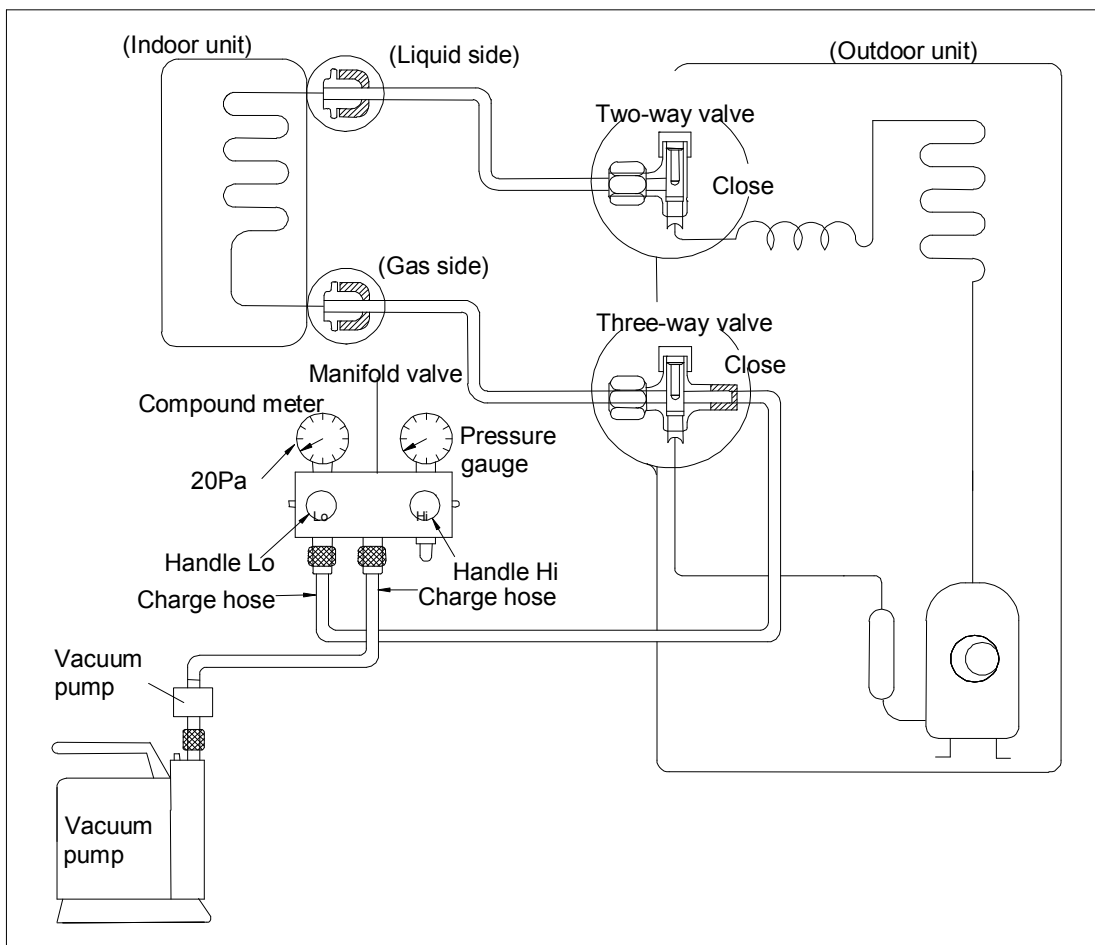 (Indoor unit)
(Liquid side)
(Outdoor unit)
Two-way valve
Close
(Gas side)
Three-way valve
Close
Manifold valve
Compound meter
Pressure
gauge
20Pa
Lo
Hi
Handle Lo
Handle Hi
Charge hose
Charge hose
Vacuum
pump
Vacuum
pump